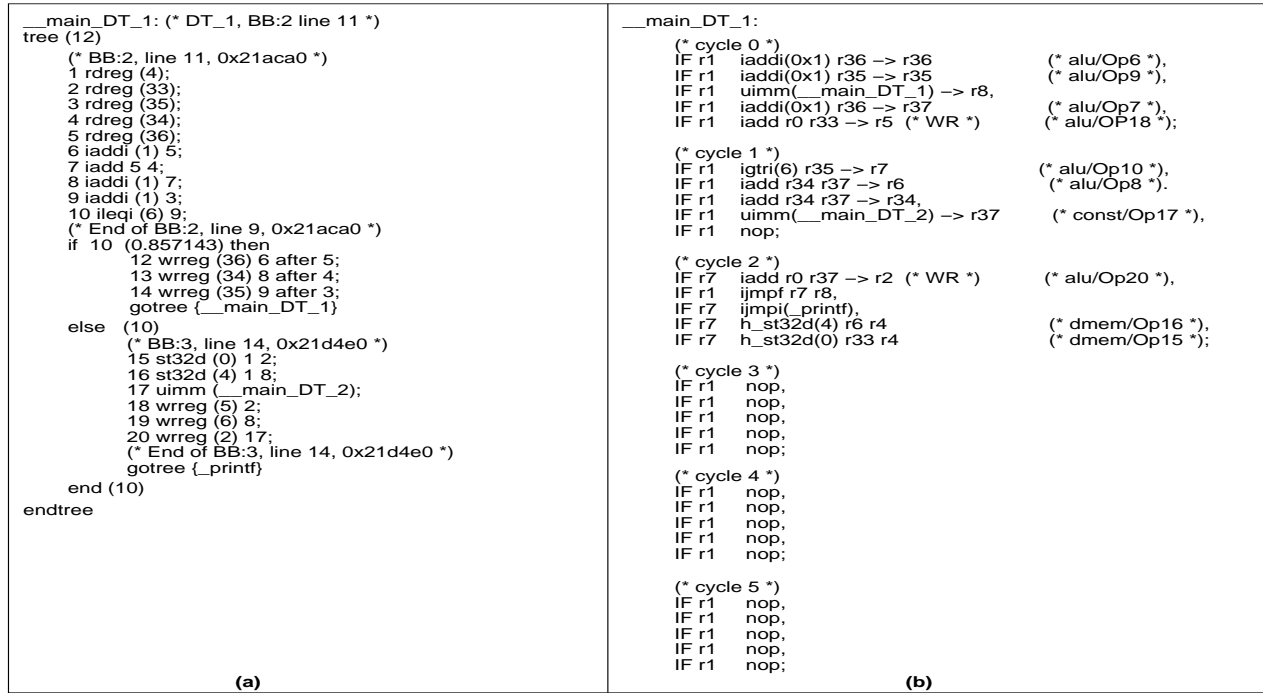 __main_DT_1: (* DT_1, BB:2 line 11 *)
tree (12)
(* BB:2, line 11, 0x21aca0 *)
1 rdreg (4);
2 rdreg (33);
3 rdreg (35);
4 rdreg (34);
5 rdreg (36);
6 iaddi (1) 5;
7 iadd 5 4;
8 iaddi (1) 7;
9 iaddi (1) 3;
10 ileqi (6) 9;
(* End of BB:2, line 9, 0x21aca0 *)
if 10 (0.857143) then
12 wrreg (36) 6 after 5;
13 wrreg (34) 8 after 4;
14 wrreg (35) 9 after 3;
gotree {__main_DT_1}
else (10)
(* BB:3, line 14, 0x21d4e0 *)
15 st32d (0) 1 2;
16 st32d (4) 1 8;
17 uimm (__main_DT_2);
18 wrreg (5) 2;
19 wrreg (6) 8;
20 wrreg (2) 17;
(* End of BB:3, line 14, 0x21d4e0 *)
gotree {_printf}
end (10)
endtree
(a)
__main_DT_1:
(* cycle 0 *)
IF r1 iaddi(0x1) r36 –> r36 (* alu/Op6 *),
IF r1 iaddi(0x1) r35 –> r35 (* alu/Op9 *),
IF r1 uimm(__main_DT_1) –> r8,
IF r1 iaddi(0x1) r36 –> r37 (* alu/Op7 *),
IF r1 iadd r0 r33 –> r5 (* WR *) (* alu/OP18 *);
(* cycle 1 *)
IF r1 igtri(6) r35 –> r7 (* alu/Op10 *),
IF r1 iadd r34 r37 –> r6 (* alu/Op8 *).
IF r1 iadd r34 r37 –> r34,
IF r1 uimm(__main_DT_2) –> r37 (* const/Op17 *),
IF r1 nop;
(* cycle 2 *)
IF r7 iadd r0 r37 –> r2 (* WR *) (* alu/Op20 *),
IF r1 ijmpf r7 r8,
IF r7 ijmpi(_printf),
IF r7 h_st32d(4) r6 r4 (* dmem/Op16 *),
IF r7 h_st32d(0) r33 r4 (* dmem/Op15 *);
(* cycle 3 *)
IF r1 nop,
IF r1 nop,
IF r1 nop,
IF r1 nop,
IF r1 nop;
(* cycle 4 *)
IF r1 nop,
IF r1 nop,
IF r1 nop,
IF r1 nop,
IF r1 nop;
(* cycle 5 *)
IF r1 nop,
IF r1 nop,
IF r1 nop,
IF r1 nop,
IF r1 nop;
(b)